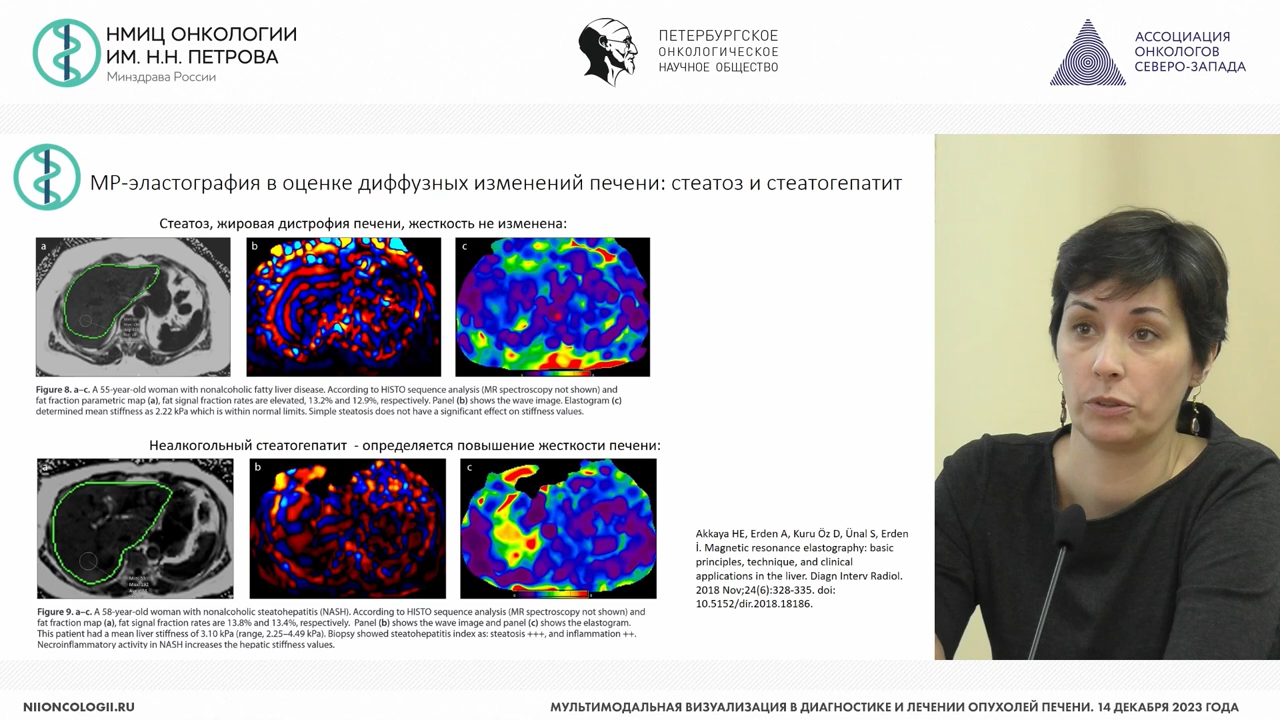 НМИЦ ОНКОЛОГИИ
ИМ. Н.Н. ПЕТРОВА
Минздрава России
ПЕТЕРБУРГСКОЕ
ОНКОЛОГИЧЕСКОЕ
НАУЧНОЕ ОБЩЕСТВО
АССОЦИАЦИЯ
ОНКОЛОГОВ
СЕВЕРО-ЗАПАДА
МР-эластография в оценке диффузных изменений печени: стеатоз и стеатогепатит
Стеатоз, жировая дистрофия печени, жесткость не изменена:
a
b
c
Figure 8. a–c. A 55-year-old woman with nonalcoholic fatty liver disease. According to HISTO sequence analysis (MR spectroscopy not shown) and
fat fraction parametric map (a), fat signal fraction rates are elevated, 13.2% and 12.9%, respectively. Panel (b) shows the wave image. Elastogram (c)
determined mean stiffness as 2.22 kPa which is within normal limits. Simple steatosis does not have a significant effect on stiffness values.
Неалкогольный стеатогепатит - определяется повышение жесткости печени:
a
b
c
Figure 9. a–c. A 58-year-old woman with nonalcoholic steatohepatitis (NASH). According to HISTO sequence analysis (MR spectroscopy not shown) and
fat fraction map (a), fat signal fraction rates are 13.8% and 13.4%, respectively. Panel (b) shows the wave image and panel (c) shows the elastogram.
This patient had a mean liver stiffness of 3.10 kPa (range, 2.25–4.49 kPa). Biopsy showed steatohepatitis index as: steatosis +++, and inflammation ++.
Necroinflammatory activity in NASH increases the hepatic stiffness values.
Akkaya HE, Erden A, Kuru Öz D, Ünal S, Erden
İ. Magnetic resonance elastography: basic
principles, technique, and clinical
applications in the liver. Diagn Interv Radiol.
2018 Nov;24(6):328-335. doi:
10.5152/dir.2018.18186.
NIIONCOLOGII.RU
МУЛЬТИМОДАЛЬНАЯ ВИЗУАЛИЗАЦИЯ В ДИАГНОСТИКЕ И ЛЕЧЕНИИ ОПУХОЛЕЙ ПЕЧЕНИ. 14 ДЕКАБРЯ 2023 ГОДА